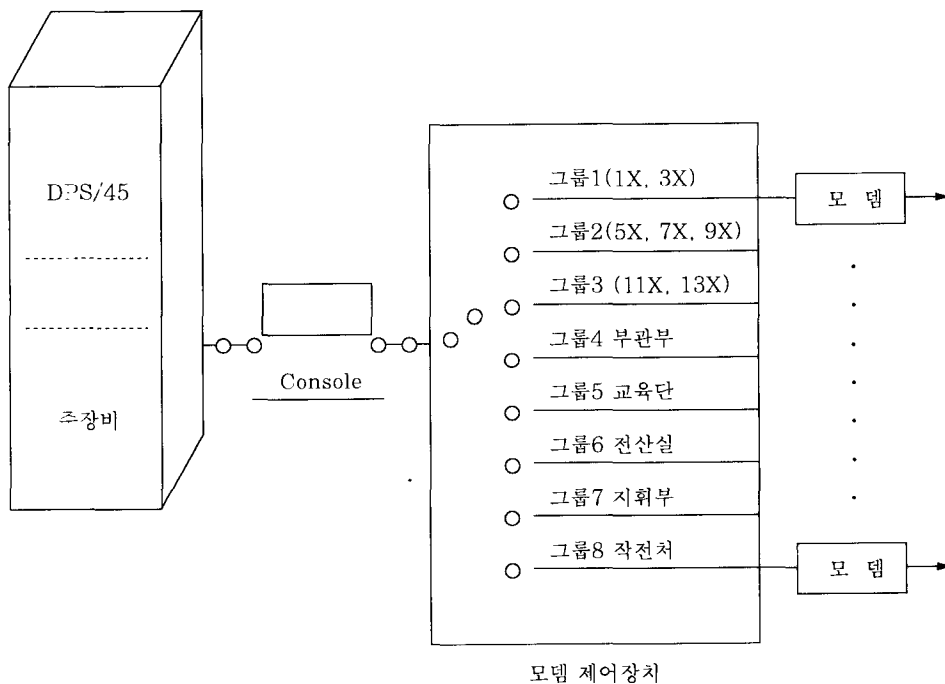 DPS/45
주장비
Console
그룹1(1X, 3X)
그룹2(5X, 7X, 9X)
그룹3 (11X, 13X)
그룹4 부관부
그룹5 교육단
그룹6 전산실
그룹7 지휘부
그룹8 작전처
모 뎀
모 뎀
모뎀 제어장치